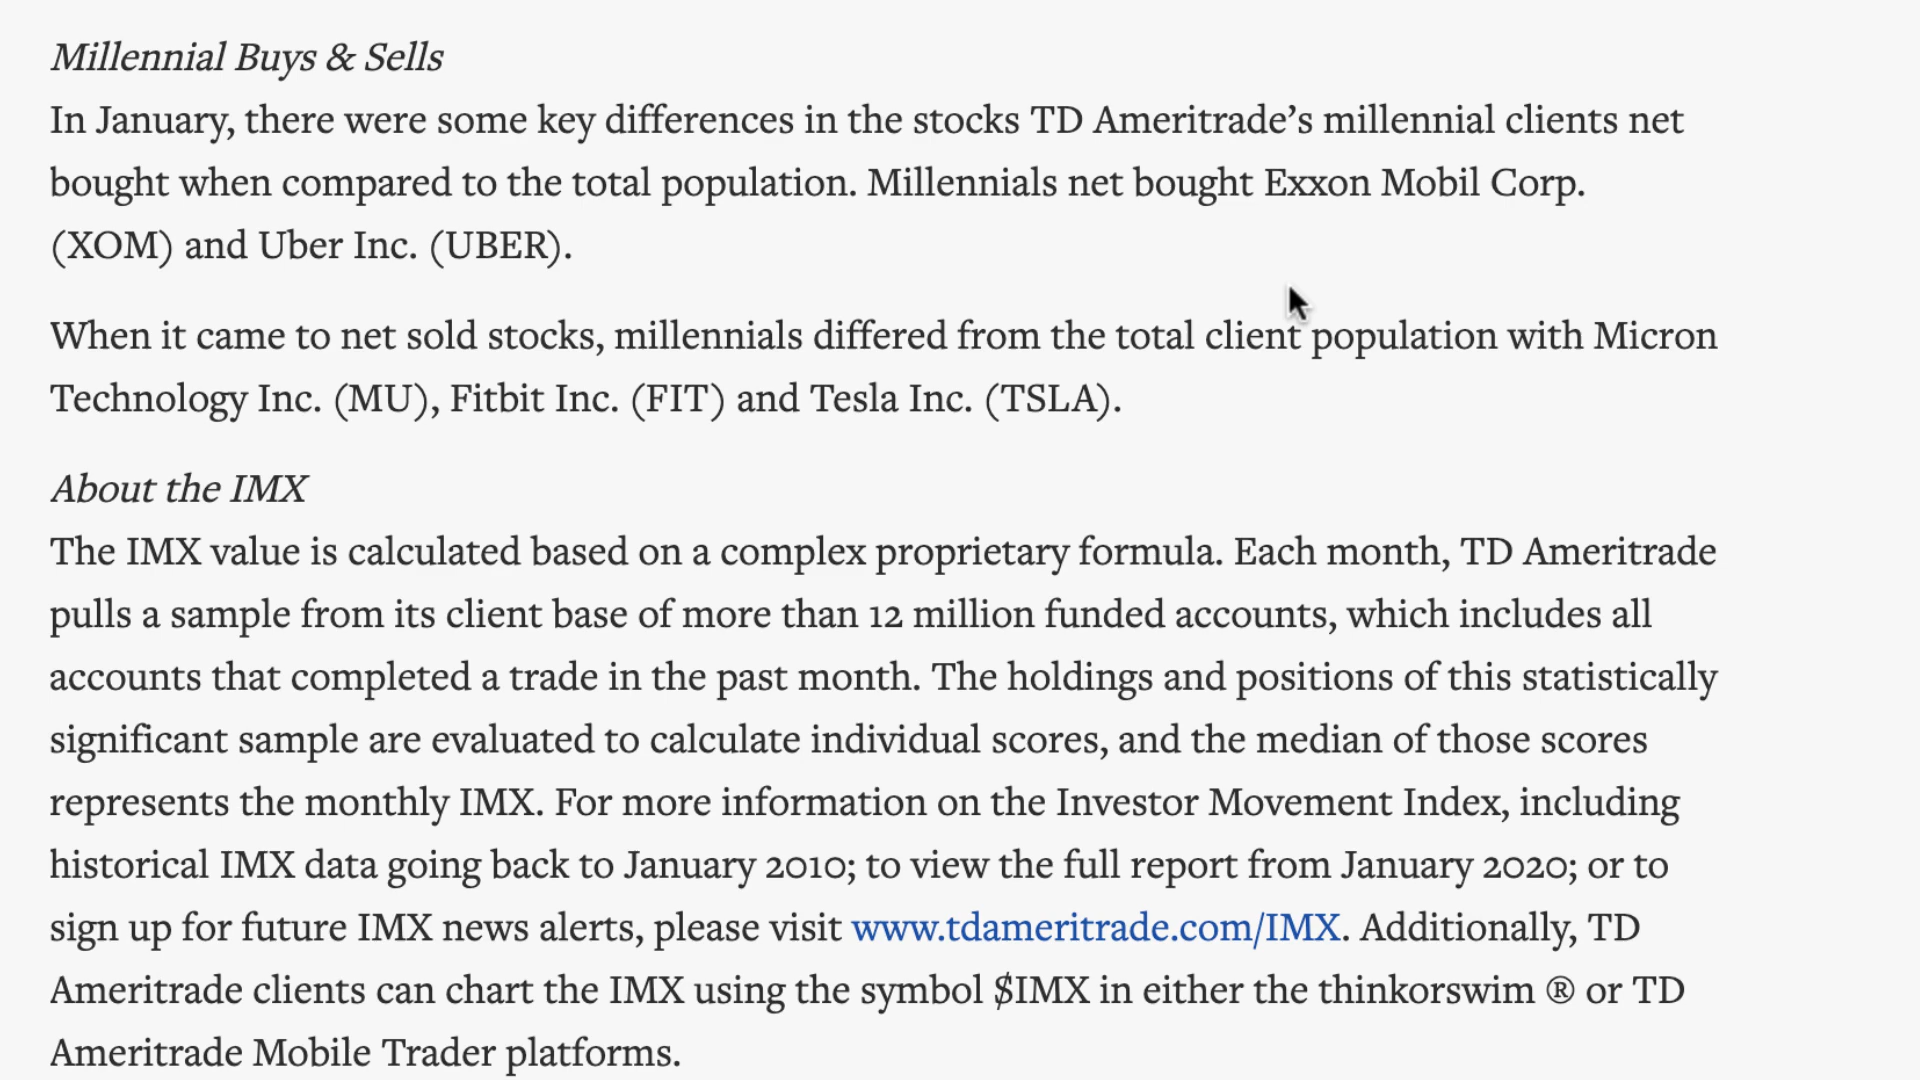 Millennial Buys & Sells
In January, there were some key differences in the stocks TD Ameritrade’s millennial clients net
bought when compared to the total population. Millennials net bought Exxon Mobil Corp.
(XOM) and Uber Inc. (UBER).
When it came to net sold stocks, millennials differed from the total client population with Micron
Technology Inc. (MU), Fitbit Inc. (FIT) and Tesla Inc. (TSLA).
About the IMX
The IMX value is calculated based on a complex proprietary formula. Each month, TD Ameritrade
pulls a sample from its client base of more than 12 million funded accounts, which includes all
accounts that completed a trade in the past month. The holdings and positions of this statistically
significant sample are evaluated to calculate individual scores, and the median of those scores
represents the monthly IMX. For more information on the Investor Movement Index, including
historical IMX data going back to January 2010; to view the full report from January 2020; or to
sign up for future IMX news alerts, please visit www.tdameritrade.com/IMX. Additionally, TD
Ameritrade clients can chart the IMX using the symbol $IMX in either the thinkorswim ® or TD
Ameritrade Mobile Trader platforms.